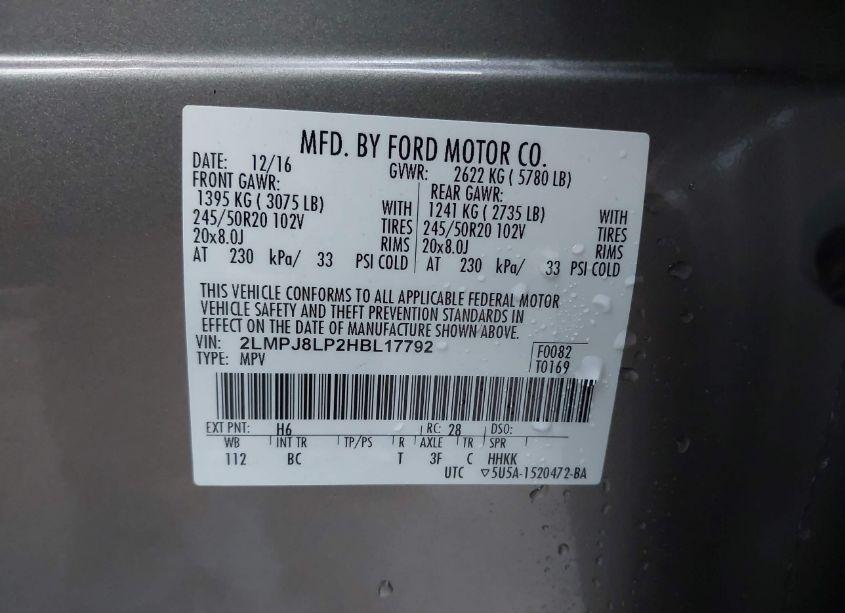 MFD. BY FORD MOTOR CO.
DATE: 12/16 GVWR: 2622 KG ( 5780 LB)
FRONT GAWR: REAR GAWR:
1395 KG ( 3075 LB) WITH 1241 KG ( 2735 LB) WITH
245/50R20 102V TIRES 245/50R20 102V TIRES
20x8.0J RIMS 20x8.0J RIMS
AT 230 kPa/ 33 PSI COLD AT 230 kPa/ 33 PSI COLD
THIS VEHICLE CONFORMS TO ALL APPLICABLE FEDERAL MOTOR
VEHICLE SAFETY AND THEFT PREVENTION STANDARDS IN
EFFECT ON THE DATE OF MANUFACTURE SHOWN ABOVE.
VIN: 2LMPJ8LP2HBL17792 F0082
TYPE: MPV T0169
EXT PNT: H6 RC: 28 DSO:
WB INT TR TP/PS R AXLE TR SPR
112 BC T 3F C HHKK
UTC ▽5U5A-1520472-BA